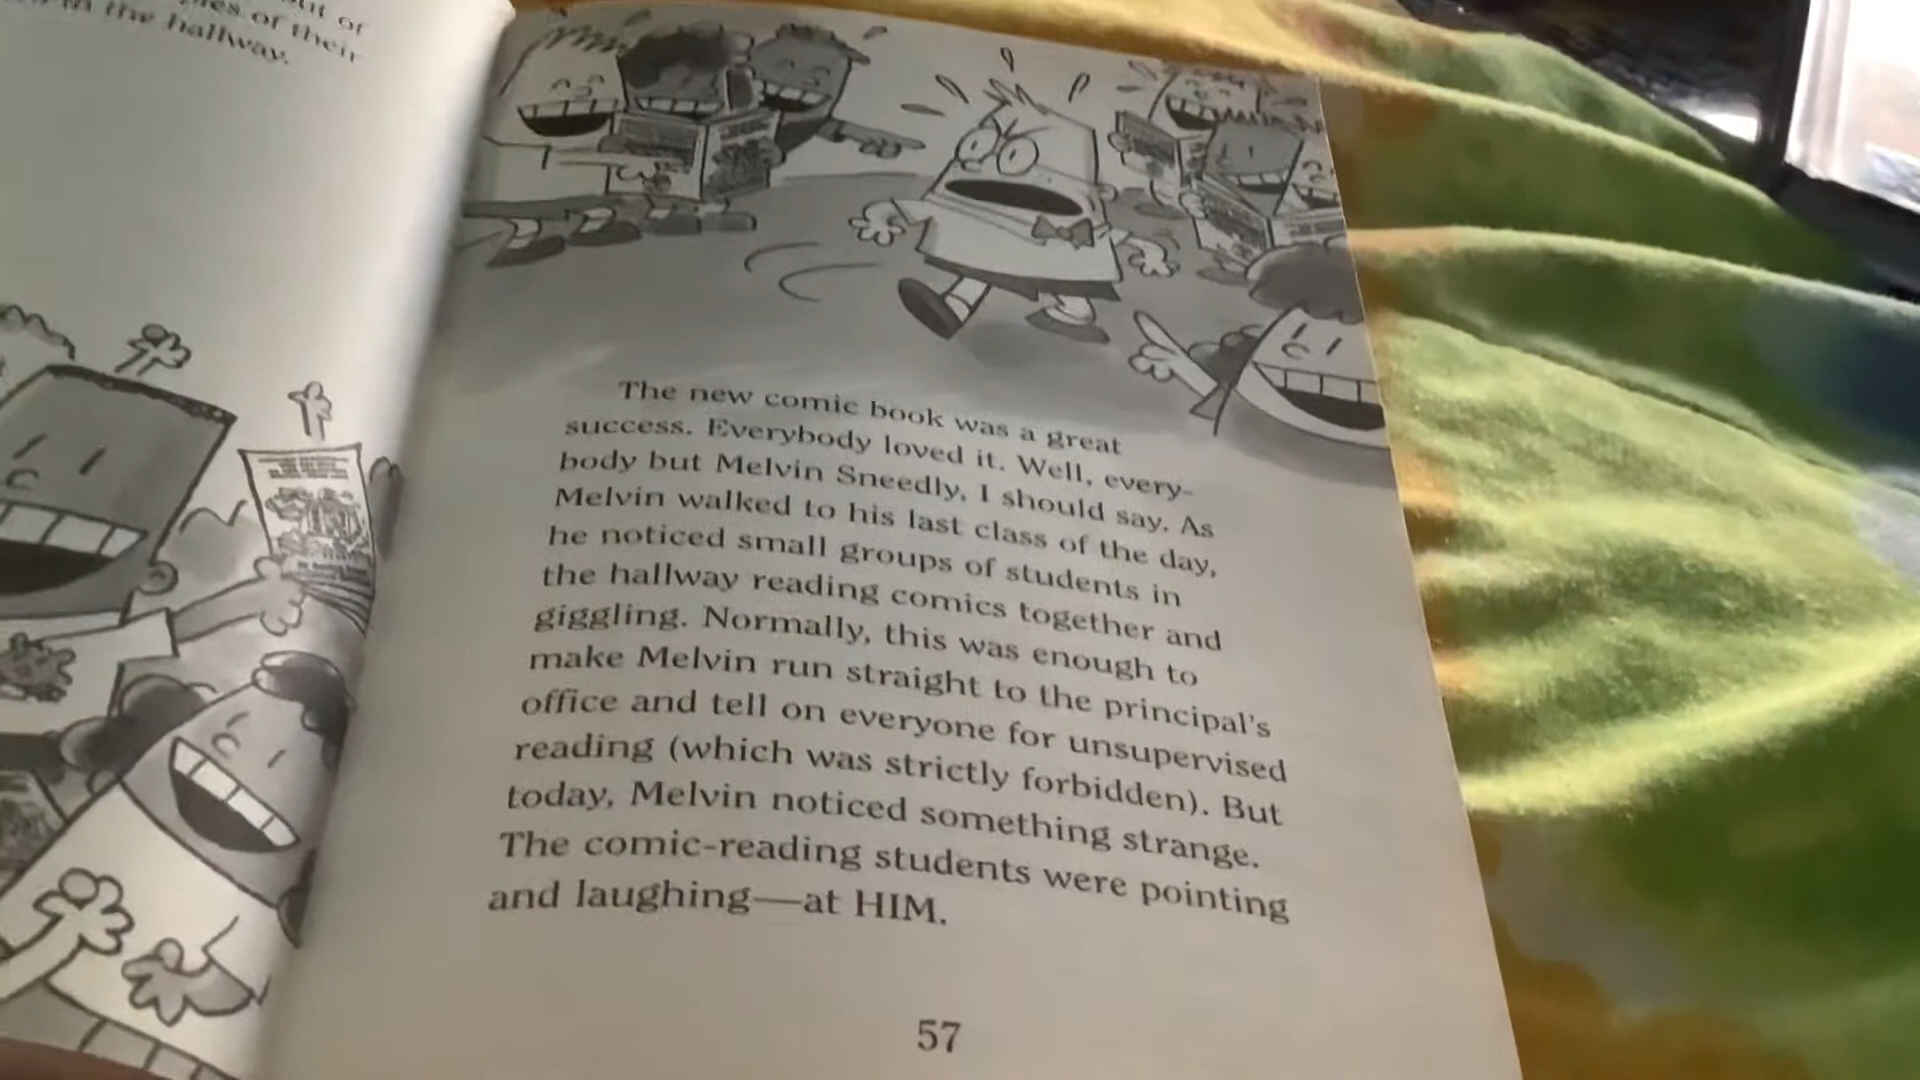 of their
in the hallway.
The new comic book was a great
success. Everybody loved it. Well, every-
body but Melvin Sneedly, I should say. As
Melvin walked to his last class of the day,
he noticed small groups of students in
the hallway reading comics together and
giggling. Normally, this was enough to
make Melvin run straight to the principal's
office and tell on everyone for unsupervised
reading (which was strictly forbidden). But
today, Melvin noticed something strange.
The comic-reading students were pointing
and laughing—at HIM.
57